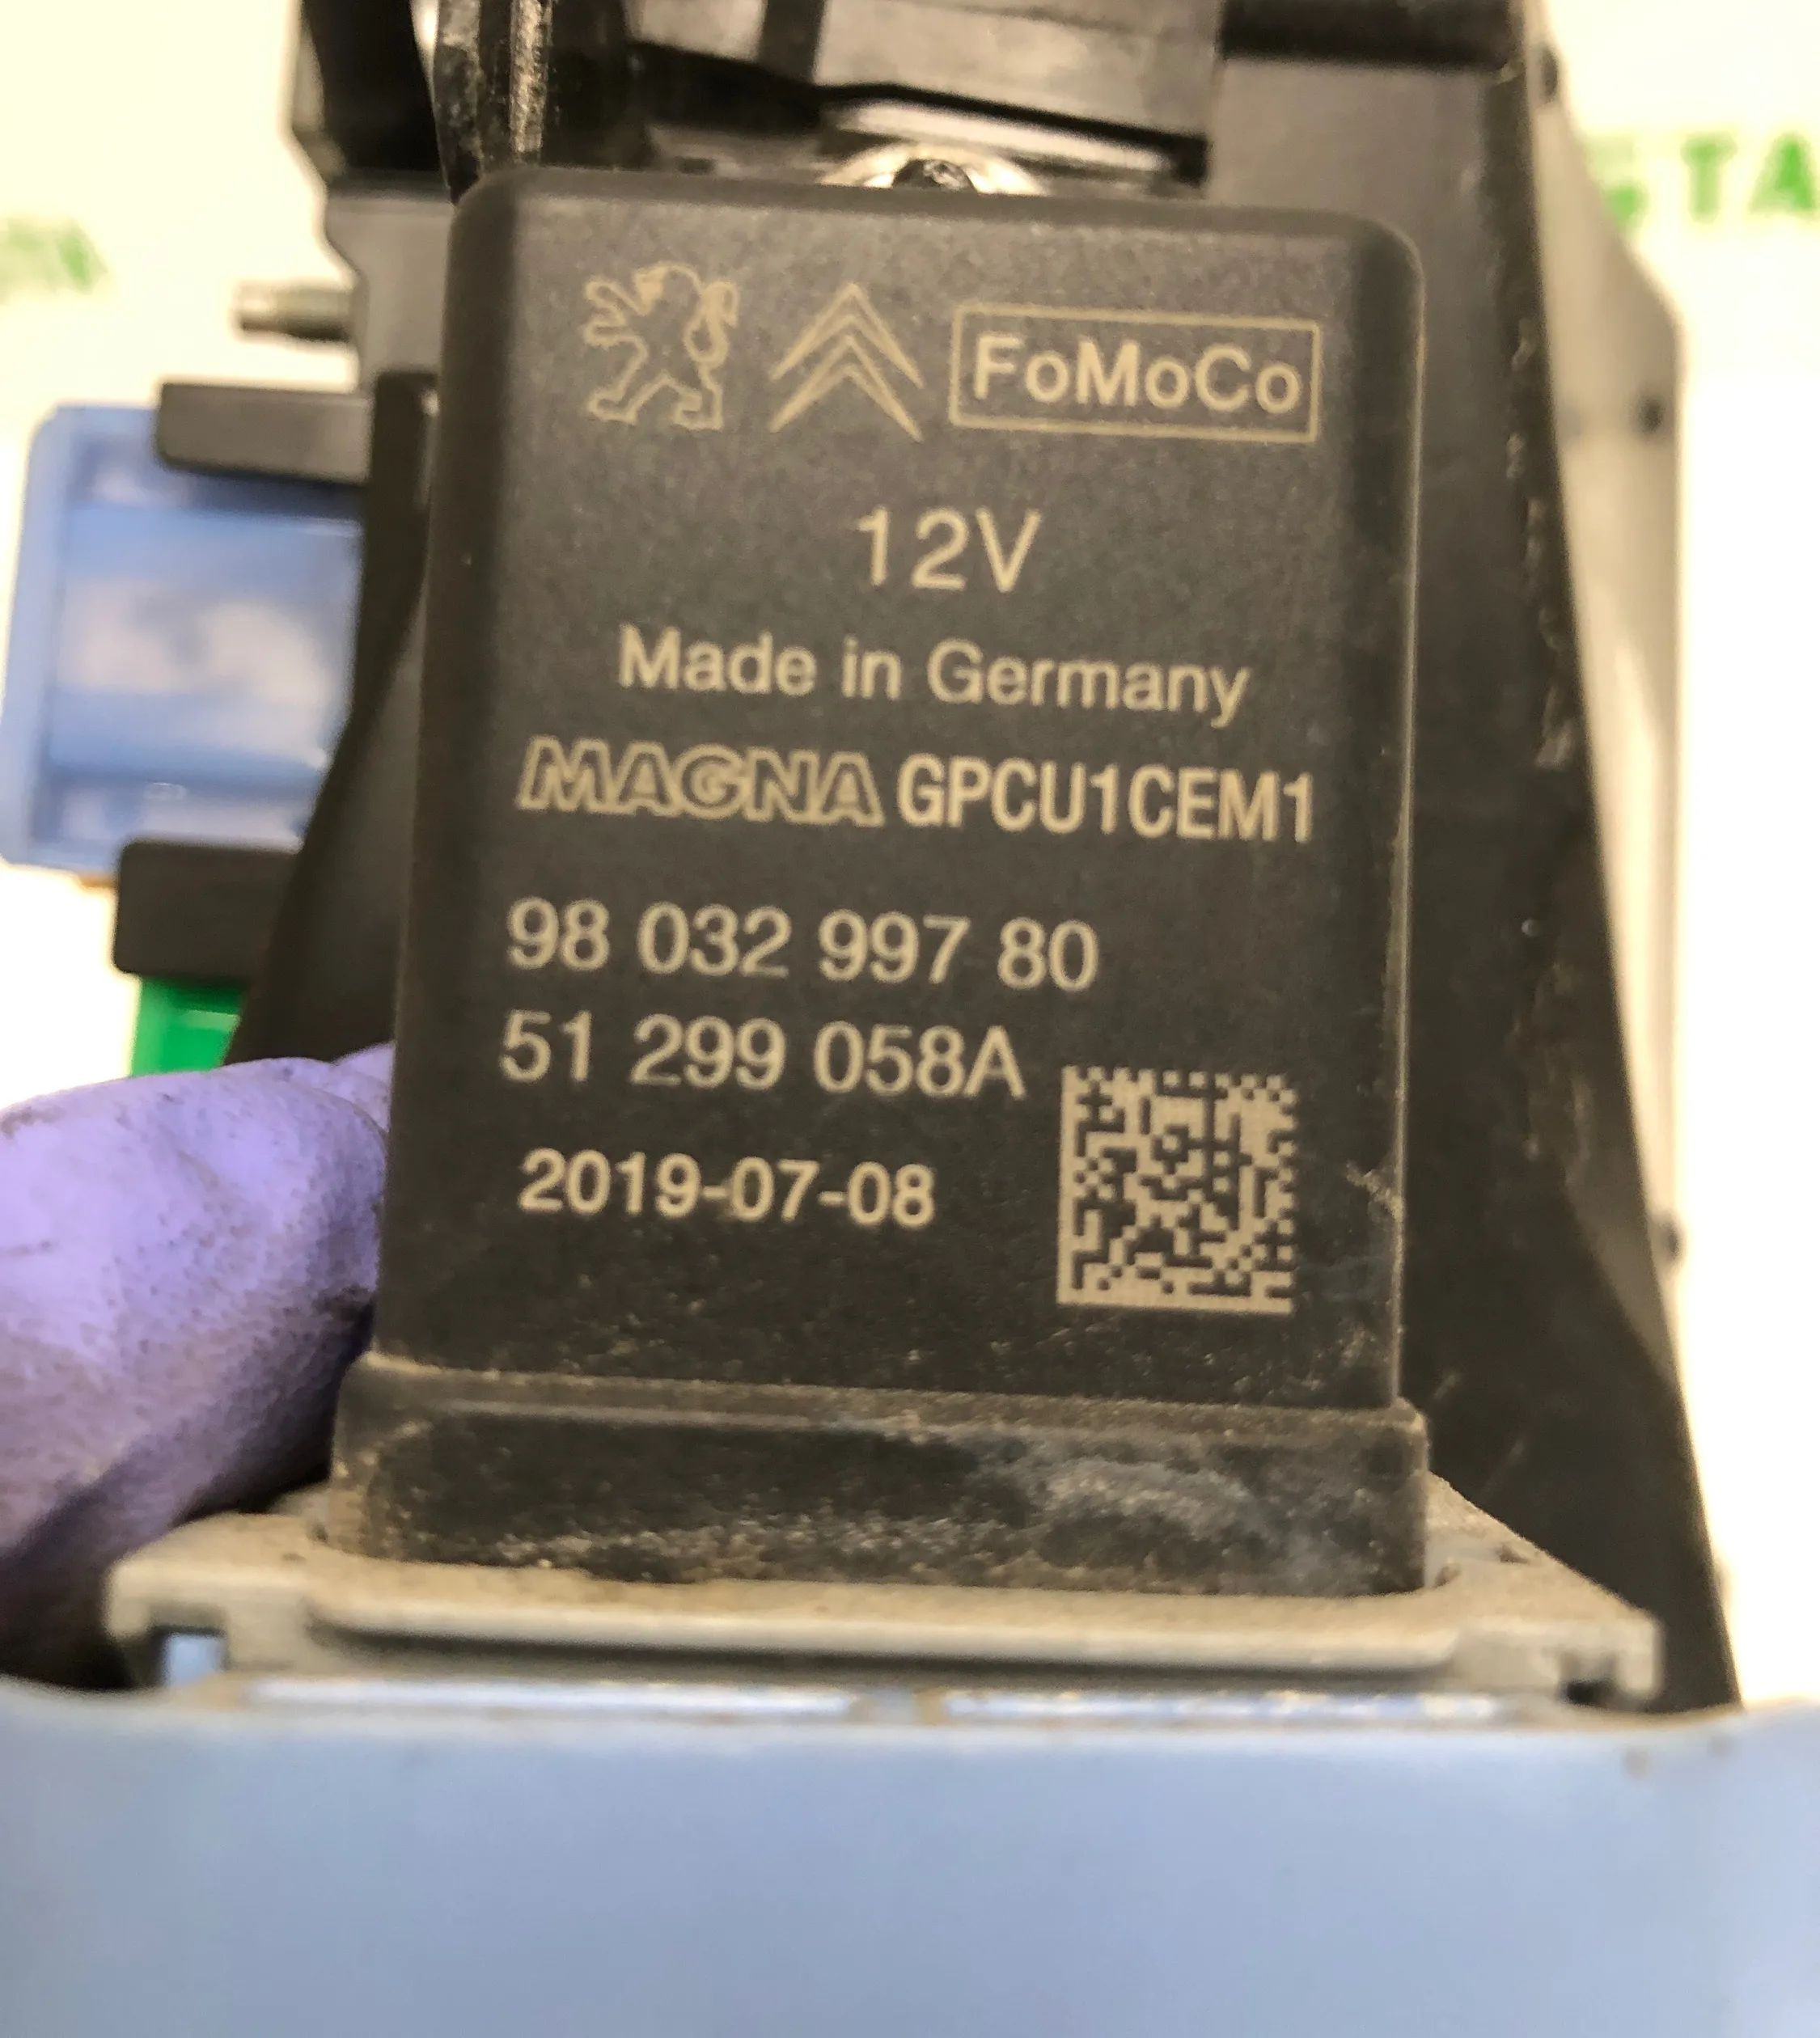 FoMoCo
12V
Made in Germany
MAGNA GPCU1CEM1
98 032 997 80
51 299 058A
2019-07-08